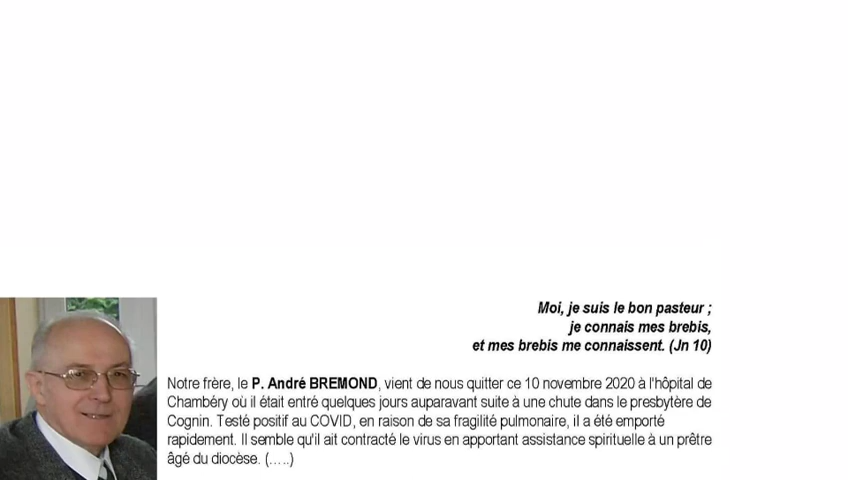 Moi, je suis le bon pasteur ;
je connais mes brebis,
et mes brebis me connaissent. (Jn 10)
Notre frère, le P. André BREMOND, vient de nous quitter ce 10 novembre 2020 à l'hôpital de
Chambéry où il était entré quelques jours auparavant suite à une chute dans le presbytère de
Cognin. Testé positif au COVID, en raison de sa fragilité pulmonaire, il a été emporté
rapidement. Il semble qu'il ait contracté le virus en apportant assistance spirituelle à un prêtre
âgé du diocèse. (…..)